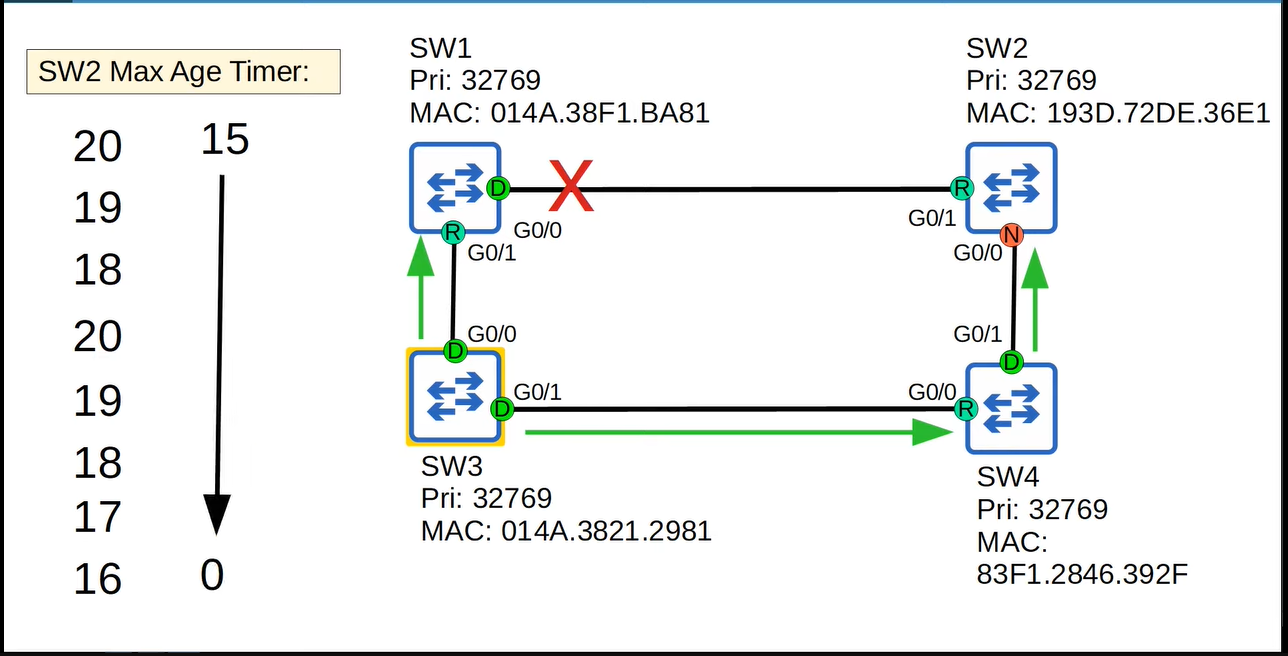 SW2 Max Age Timer:
20
19
18
20
19
18
17
16
15
0
SW1
Pri: 32769
MAC: 014A.38F1.BA81
D
G0/0
R
G0/1
X
SW2
Pri: 32769
MAC: 193D.72DE.36E1
R
G0/1
N
G0/0
G0/0
D
G0/1
D
SW3
Pri: 32769
MAC: 014A.3821.2981
G0/1
D
G0/0
R
SW4
Pri: 32769
MAC:
83F1.2846.392F